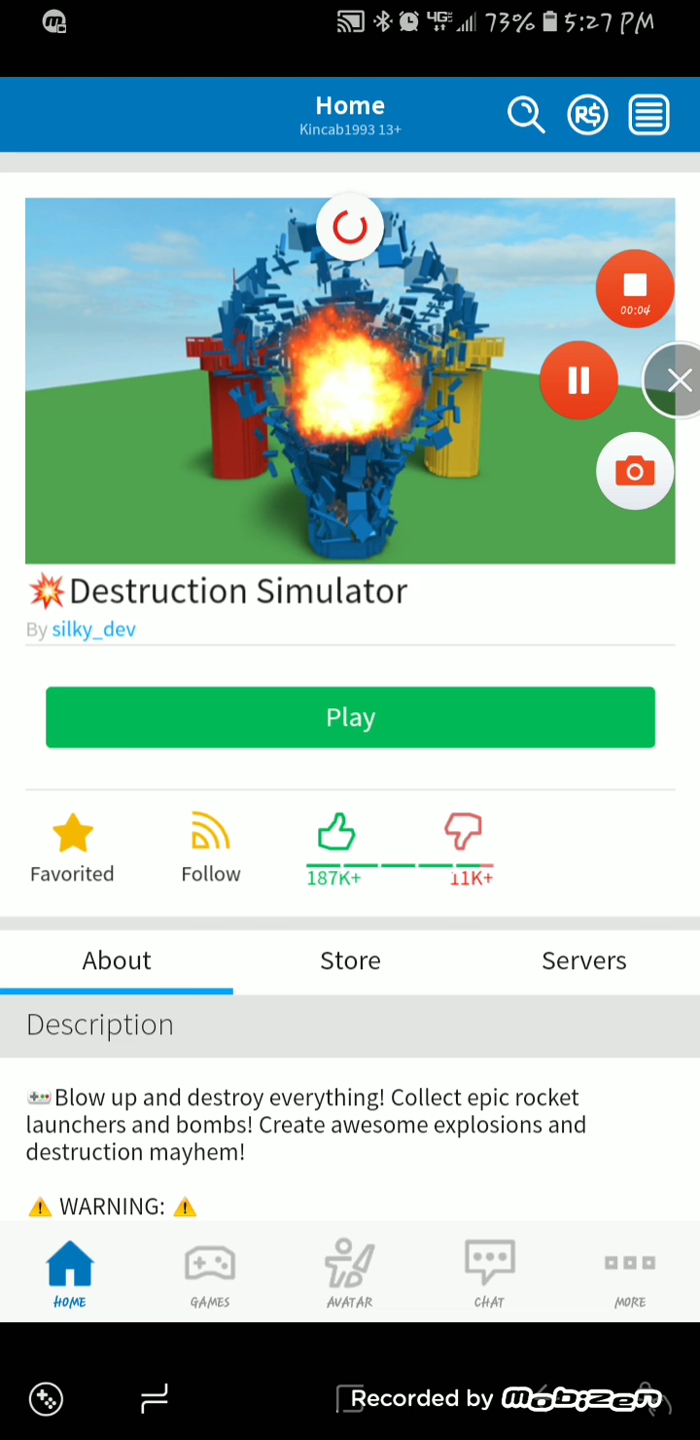 4GE 73% 5:27 PM
Home
Kincab1993 13+
R$
00:04
💥Destruction Simulator
By silky_dev
Play
Favorited
Follow
187K+
11K+
About
Store
Servers
Description
🎮Blow up and destroy everything! Collect epic rocket
launchers and bombs! Create awesome explosions and
destruction mayhem!
⚠️ WARNING: ⚠️
HOME
GAMES
AVATAR
CHAT
MORE
Recorded by mobizen